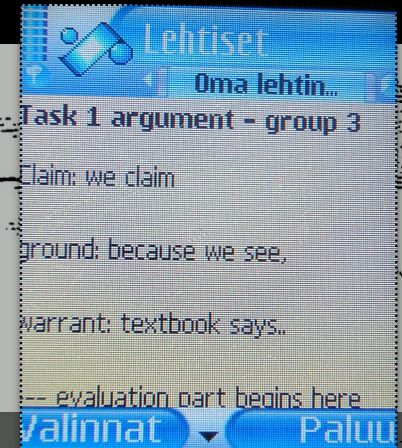 Lehtiset
Oma lehtin...
Task 1 argument - group 3
Claim: we claim
ground: because we see,
warrant: textbook says..
-- evaluation part begins here
Valinnat
Paluu